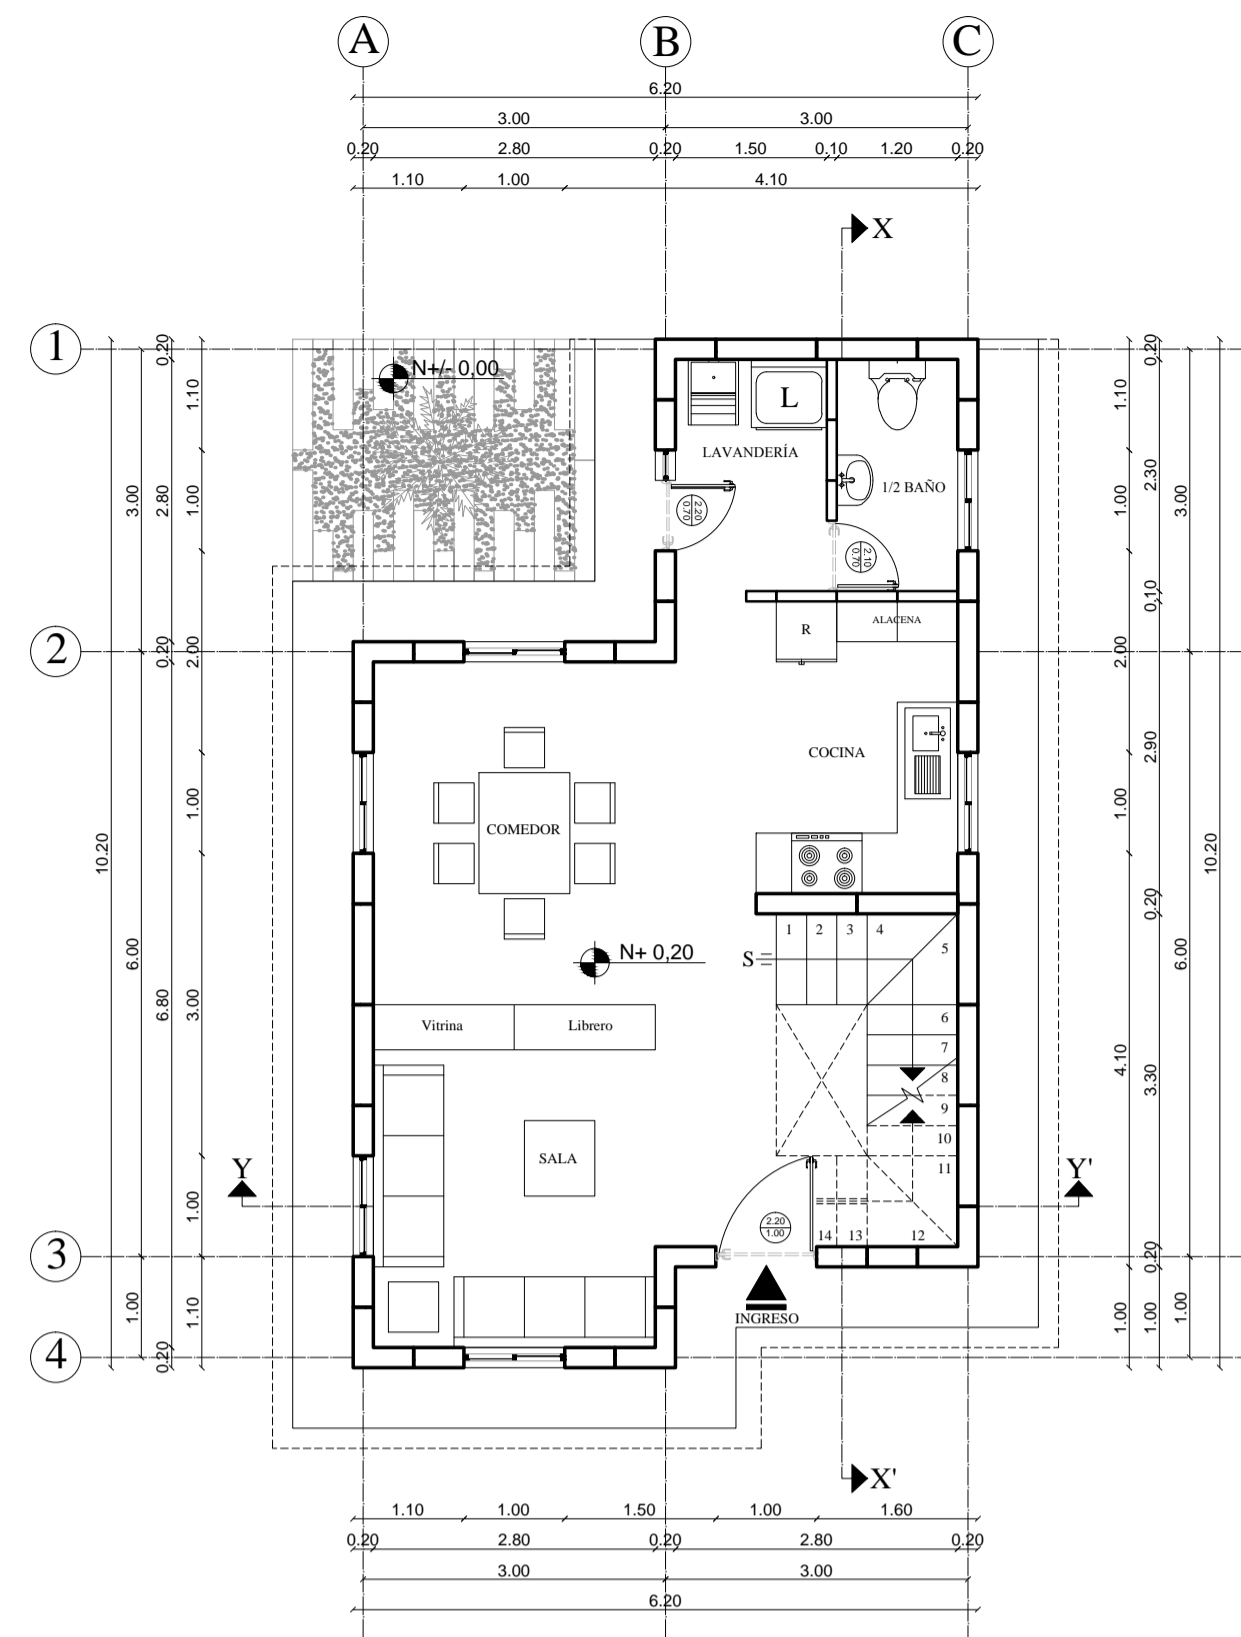 A B C
6.20
3.00 3.00
0.20 2.80 0.20 1.50 0.10 1.20 0.20
1.10 1.00 4.10
X
1
2
3
4
10.20
3.00
6.00
1.00
0.20
2.80
0.20
6.80
0.20
1.10
1.00
2.00
1.00
3.00
1.00
1.10
N+/- 0,00
L
LAVANDERÍA
1/2 BAÑO
2.20
0.70
2.10
0.70
R
ALACENA
COCINA
COMEDOR
N+ 0,20
S
1 2 3 4
5
6
7
8
9
10
11
14 13 12
Vitrina Librero
SALA
Y Y'
2.20
1.00
INGRESO
1.10
1.00
2.00
1.00
4.10
1.00
0.20
2.30
0.10
2.90
0.20
3.30
0.20
1.00
3.00
6.00
1.00
10.20
X'
1.10 1.00 1.50 1.00 1.60
0.20 2.80 0.20 2.80 0.20
3.00 3.00
6.20